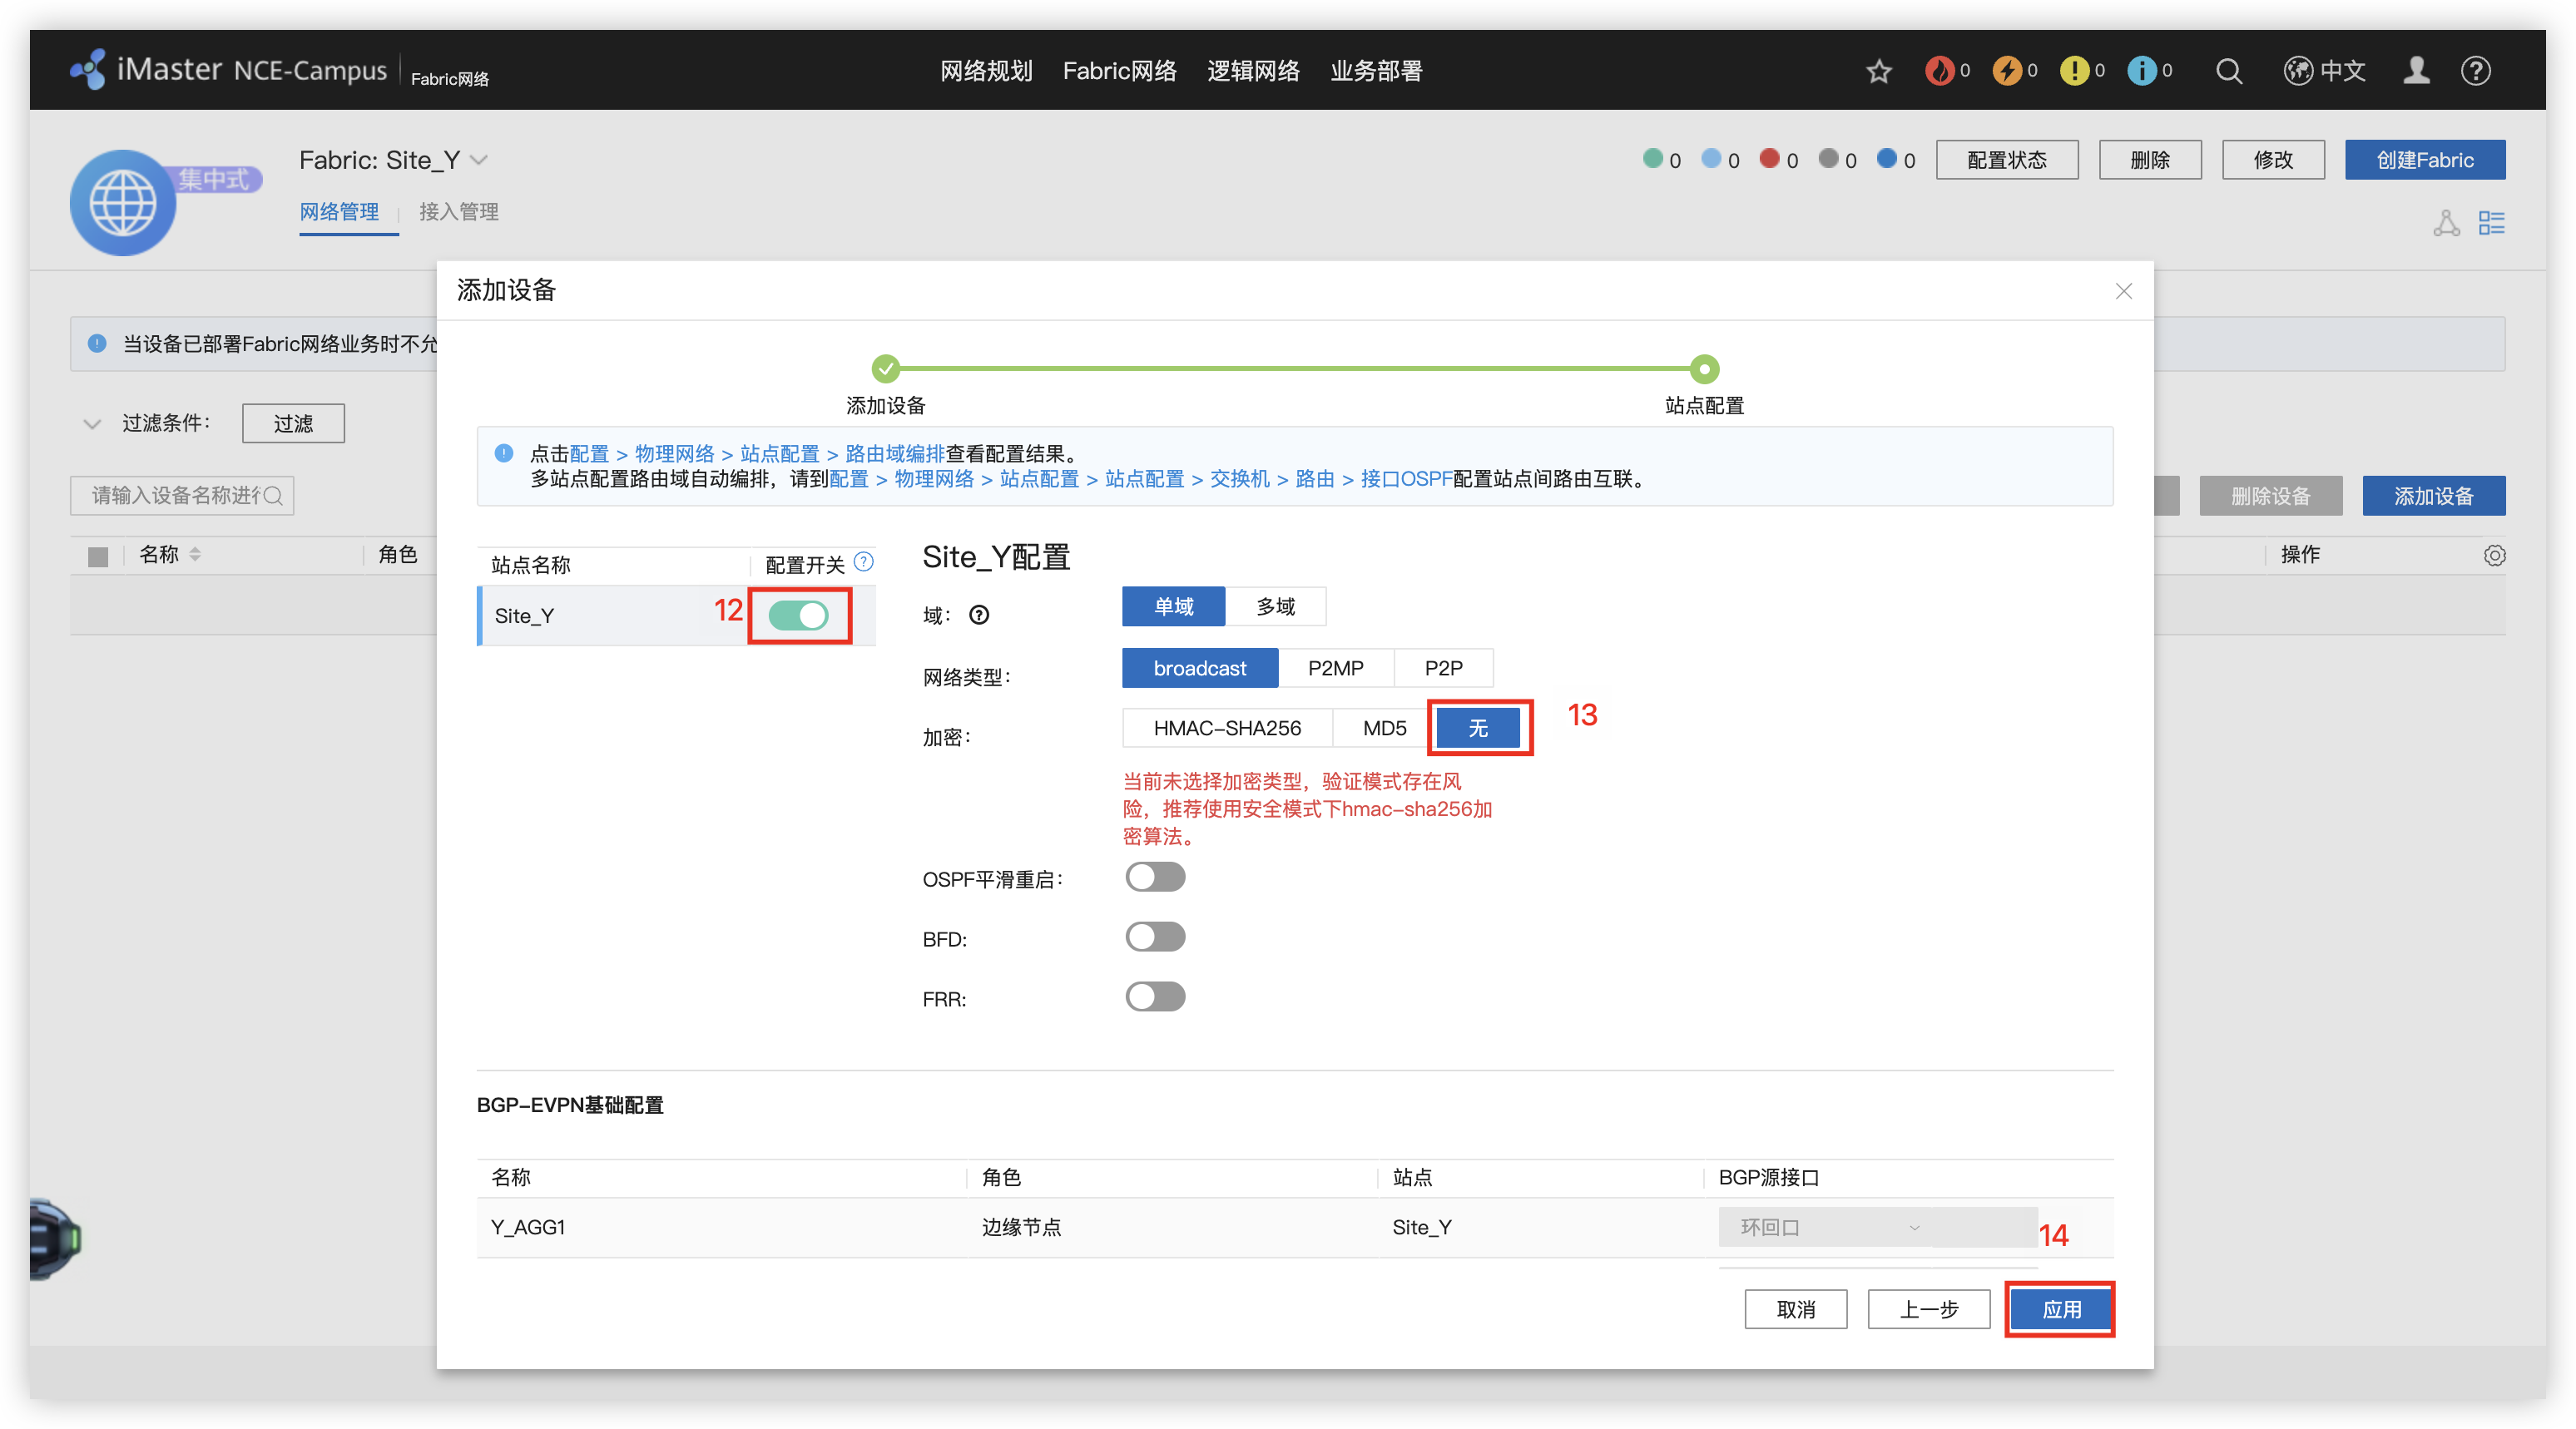 iMaster NCE-Campus | Fabric网络
网络规划 Fabric网络 逻辑网络 业务部署
0 0 0 0 中文
集中式
Fabric: Site_Y
0 0 0 0 0 配置状态 删除 修改 创建Fabric
网络管理 接入管理
添加设备
当设备已部署Fabric网络业务时不允
添加设备 站点配置
过滤条件： 过滤
点击配置 > 物理网络 > 站点配置 > 路由域编排查看配置结果。
多站点配置路由域自动编排，请到配置 > 物理网络 > 站点配置 > 站点配置 > 交换机 > 路由 > 接口OSPF配置站点间路由互联。
请输入设备名称进行
删除设备 添加设备
名称 角色 操作
站点名称 配置开关
Site_Y 12
Site_Y配置
域： 单域 多域
网络类型： broadcast P2MP P2P
加密： HMAC-SHA256 MD5 无 13
当前未选择加密类型，验证模式存在风
险，推荐使用安全模式下hmac-sha256加
密算法。
OSPF平滑重启：
BFD:
FRR:
BGP-EVPN基础配置
名称 角色 站点 BGP源接口
Y_AGG1 边缘节点 Site_Y 环回口
14
取消 上一步 应用